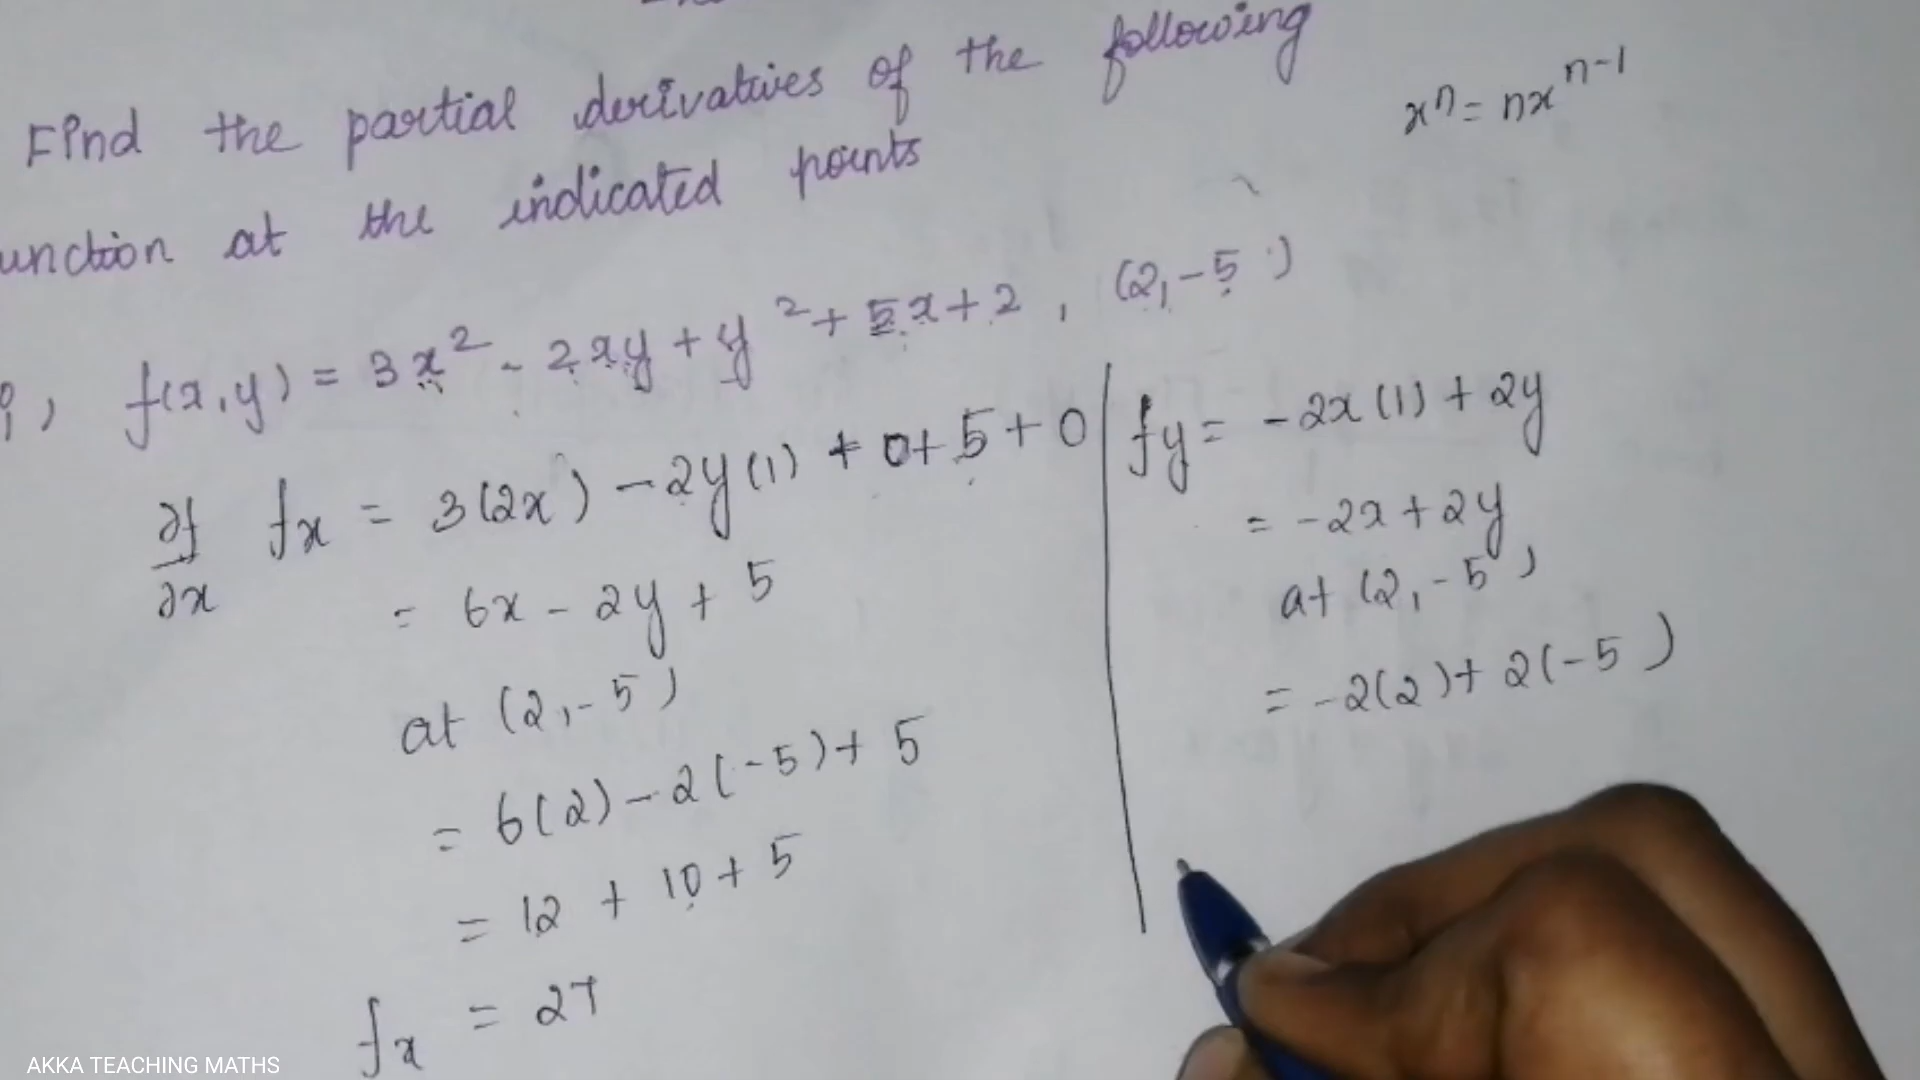 Find the partial derivatives of the following
unction at the indicated points
xⁿ = nxⁿ⁻¹
i, f(x,y) = 3x² - 2xy + y² + 5x + 2 , (2,-5)
∂f/∂x fx = 3(2x) - 2y(1) + 0 + 5 + 0
= 6x - 2y + 5
at (2,-5)
= 6(2) - 2(-5) + 5
= 12 + 10 + 5
fx = 27
fy = -2x(1) + 2y
= -2x + 2y
at (2,-5)
= -2(2) + 2(-5)
AKKA TEACHING MATHS